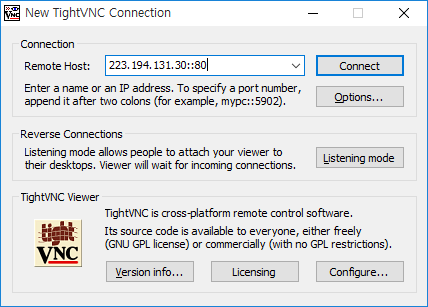 New TightVNC Connection
Connection
Remote Host:
223.194.131.30::80
Connect
Enter a name or an IP address. To specify a port number,
append it after two colons (for example, mypc::5902).
Options...
Reverse Connections
Listening mode allows people to attach your viewer to
their desktops. Viewer will wait for incoming connections.
Listening mode
TightVNC Viewer
tight
VNC
TightVNC is cross-platform remote control software.
Its source code is available to everyone, either freely
(GNU GPL license) or commercially (with no GPL restrictions).
Version info...
Licensing
Configure...